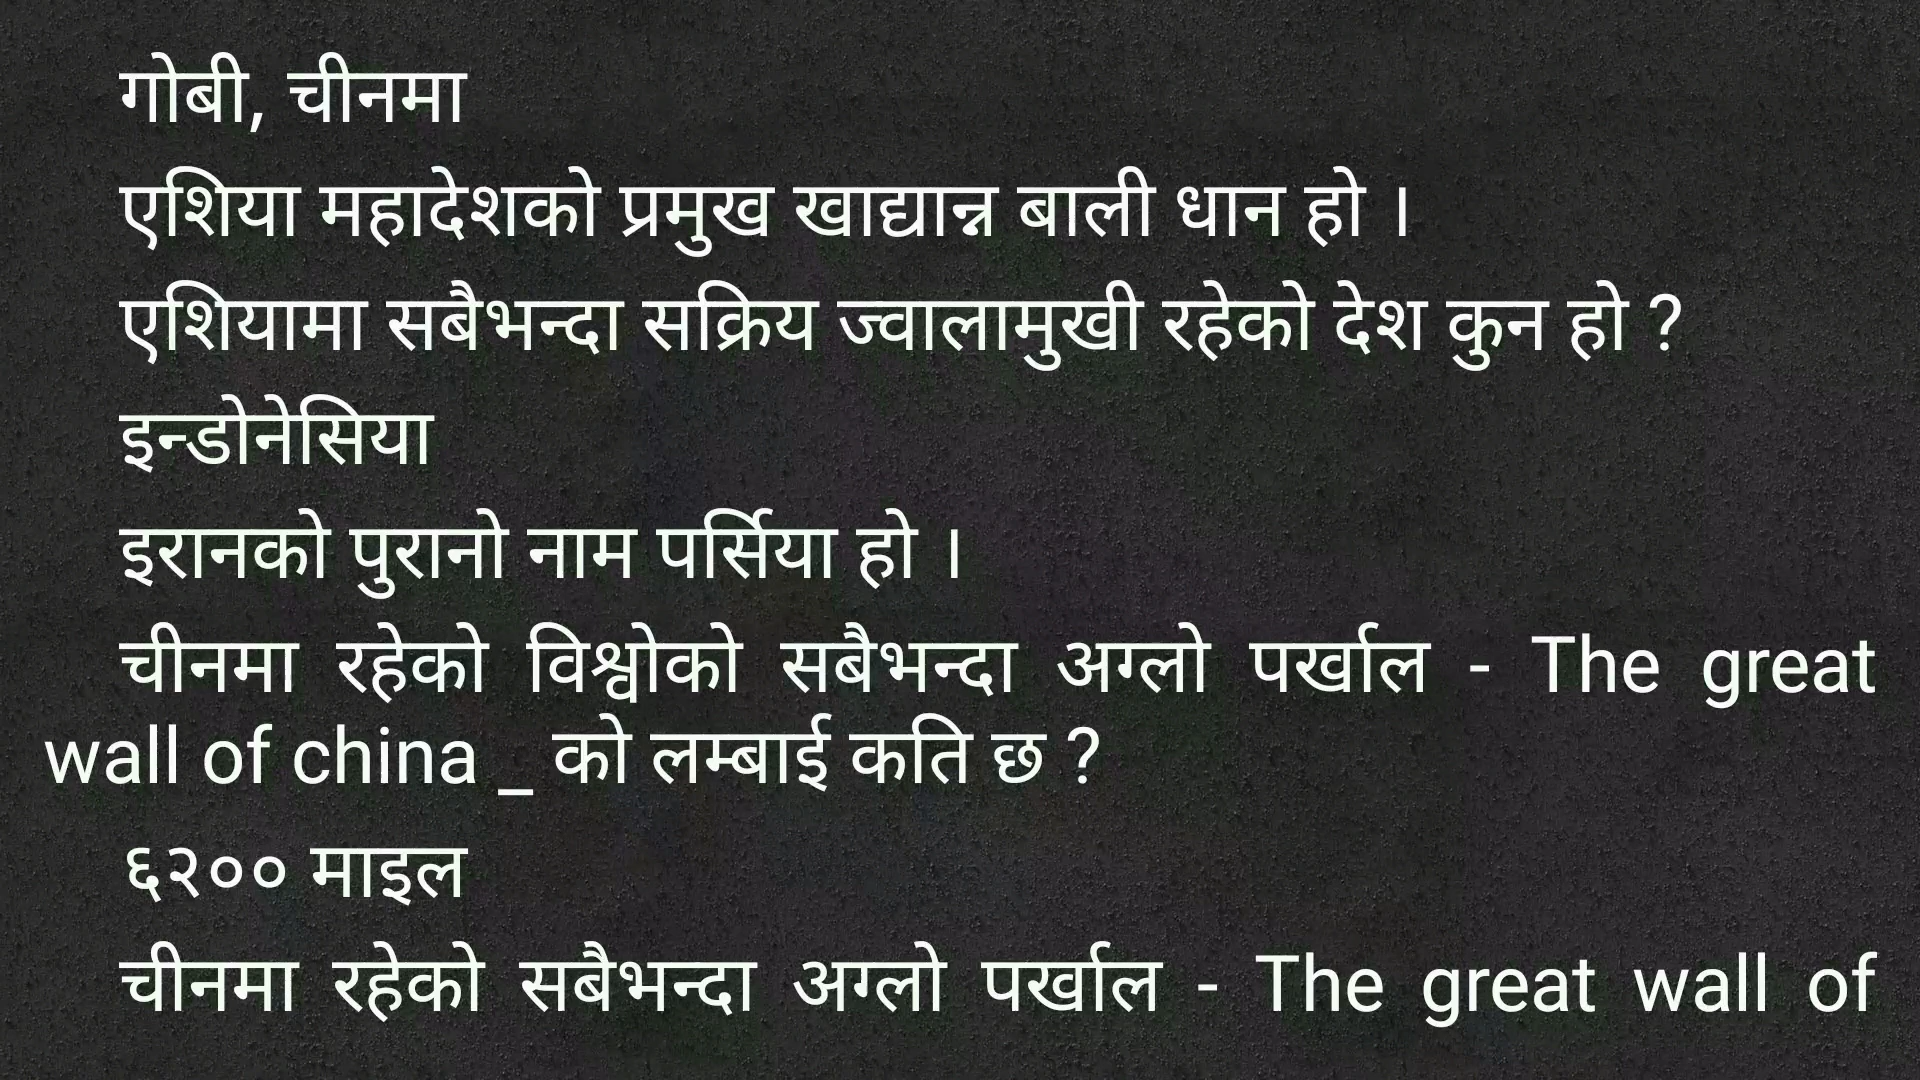 गोबी, चीनमा
एशिया महादेशको प्रमुख खाद्यान्न बाली धान हो ।
एशियामा सबैभन्दा सक्रिय ज्वालामुखी रहेको देश कुन हो ?
इन्डोनेसिया
इरानको पुरानो नाम पर्सिया हो ।
चीनमा रहेको विश्वोको सबैभन्दा अग्लो पर्खाल - The great
wall of china _ को लम्बाई कति छ ?
६२०० माइल
चीनमा रहेको सबैभन्दा अग्लो पर्खाल - The great wall of